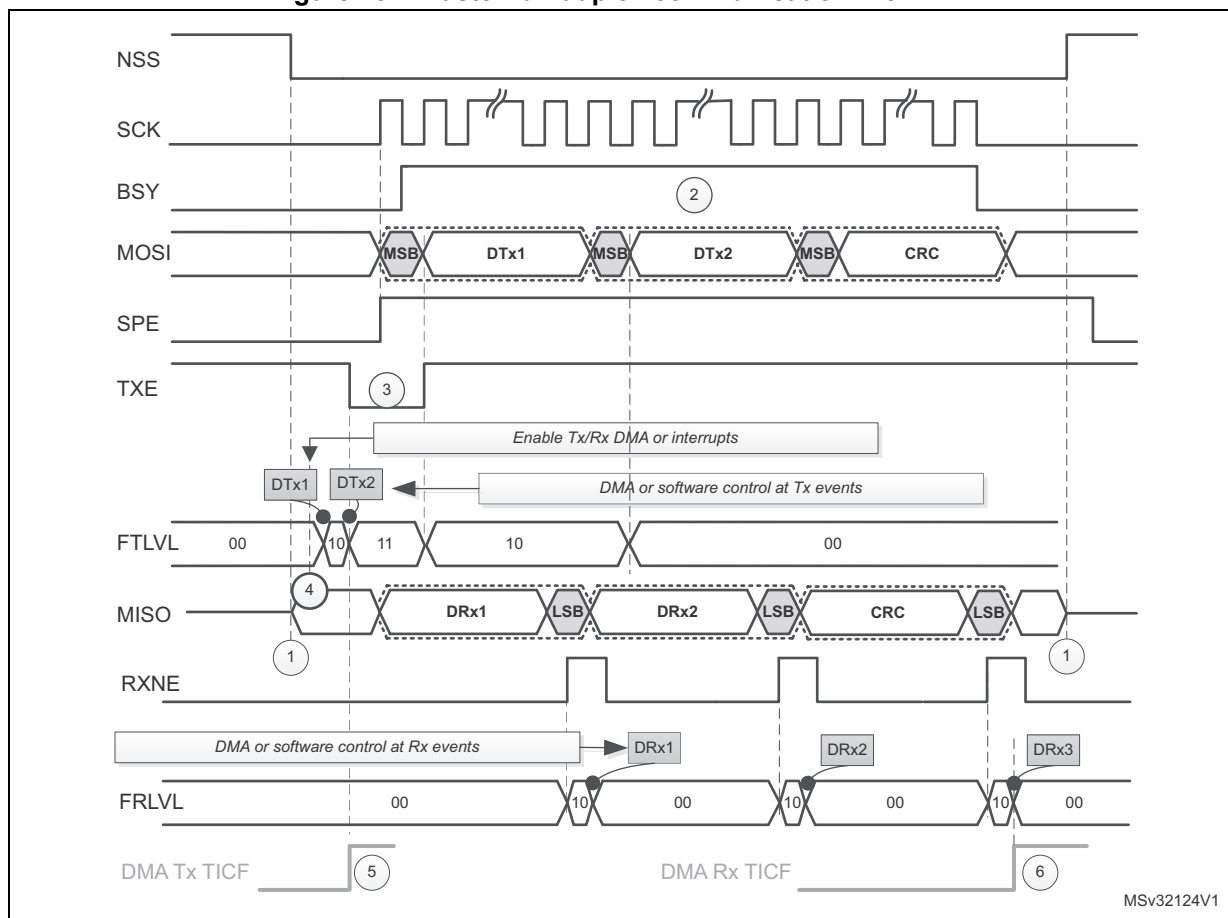 NSS
SCK
BSY
2
MOSI
MSB DTx1 MSB DTx2 MSB CRC
SPE
TXE
3
Enable Tx/Rx DMA or interrupts
DTx1 DTx2
DMA or software control at Tx events
FTLVL 00 10 11 10 00
4
MISO DRx1 LSB DRx2 LSB CRC LSB
1 1
RXNE
DMA or software control at Rx events DRx1 DRx2 DRx3
FRLVL 00 10 00 10 00 10 00
DMA Tx TICF 5 DMA Rx TICF 6
MSv32124V1